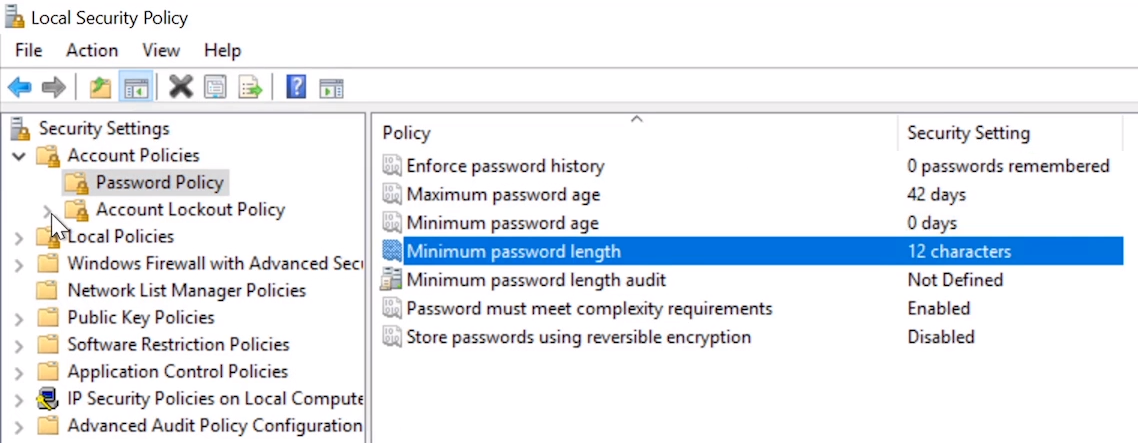 Local Security Policy
File Action View Help
Security Settings
Account Policies
Password Policy
Account Lockout Policy
Local Policies
Windows Firewall with Advanced Secu
Network List Manager Policies
Public Key Policies
Software Restriction Policies
Application Control Policies
IP Security Policies on Local Compute
Advanced Audit Policy Configuration
Policy Security Setting
Enforce password history 0 passwords remembered
Maximum password age 42 days
Minimum password age 0 days
Minimum password length 12 characters
Minimum password length audit Not Defined
Password must meet complexity requirements Enabled
Store passwords using reversible encryption Disabled